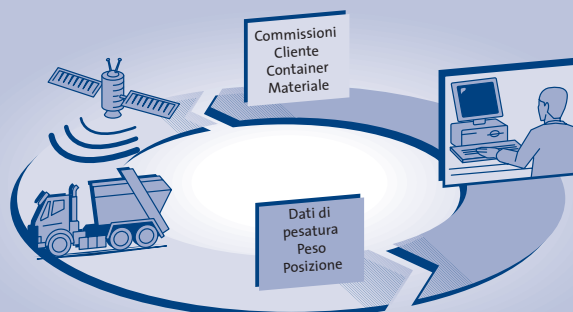 Commissioni
Cliente
Container
Materiale
Dati di
pesatura
Peso
Posizione